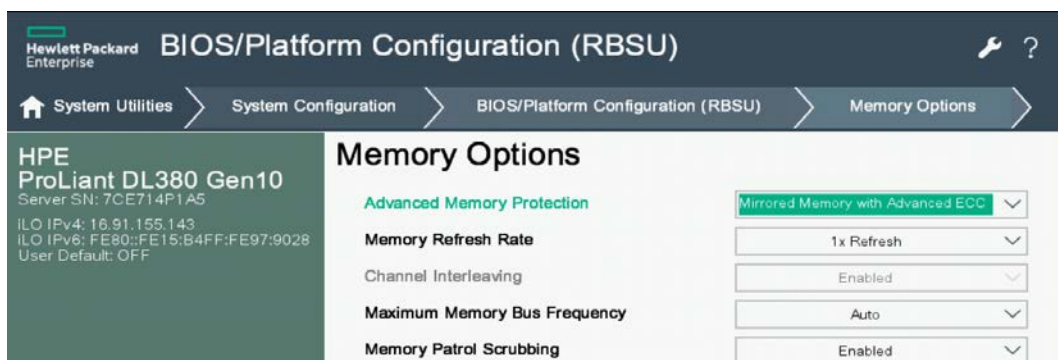 Hewlett Packard
Enterprise
BIOS/Platform Configuration (RBSU)
?
System Utilities
System Configuration
BIOS/Platform Configuration (RBSU)
Memory Options
HPE
ProLiant DL380 Gen10
Server SN: 7CE714P1A5
iLO IPv4: 16.91.155.143
iLO IPv6: FE80::FE15:B4FF:FE97:9028
User Default: OFF
Memory Options
Advanced Memory Protection Mirrored Memory with Advanced ECC
Memory Refresh Rate 1x Refresh
Channel Interleaving Enabled
Maximum Memory Bus Frequency Auto
Memory Patrol Scrubbing Enabled